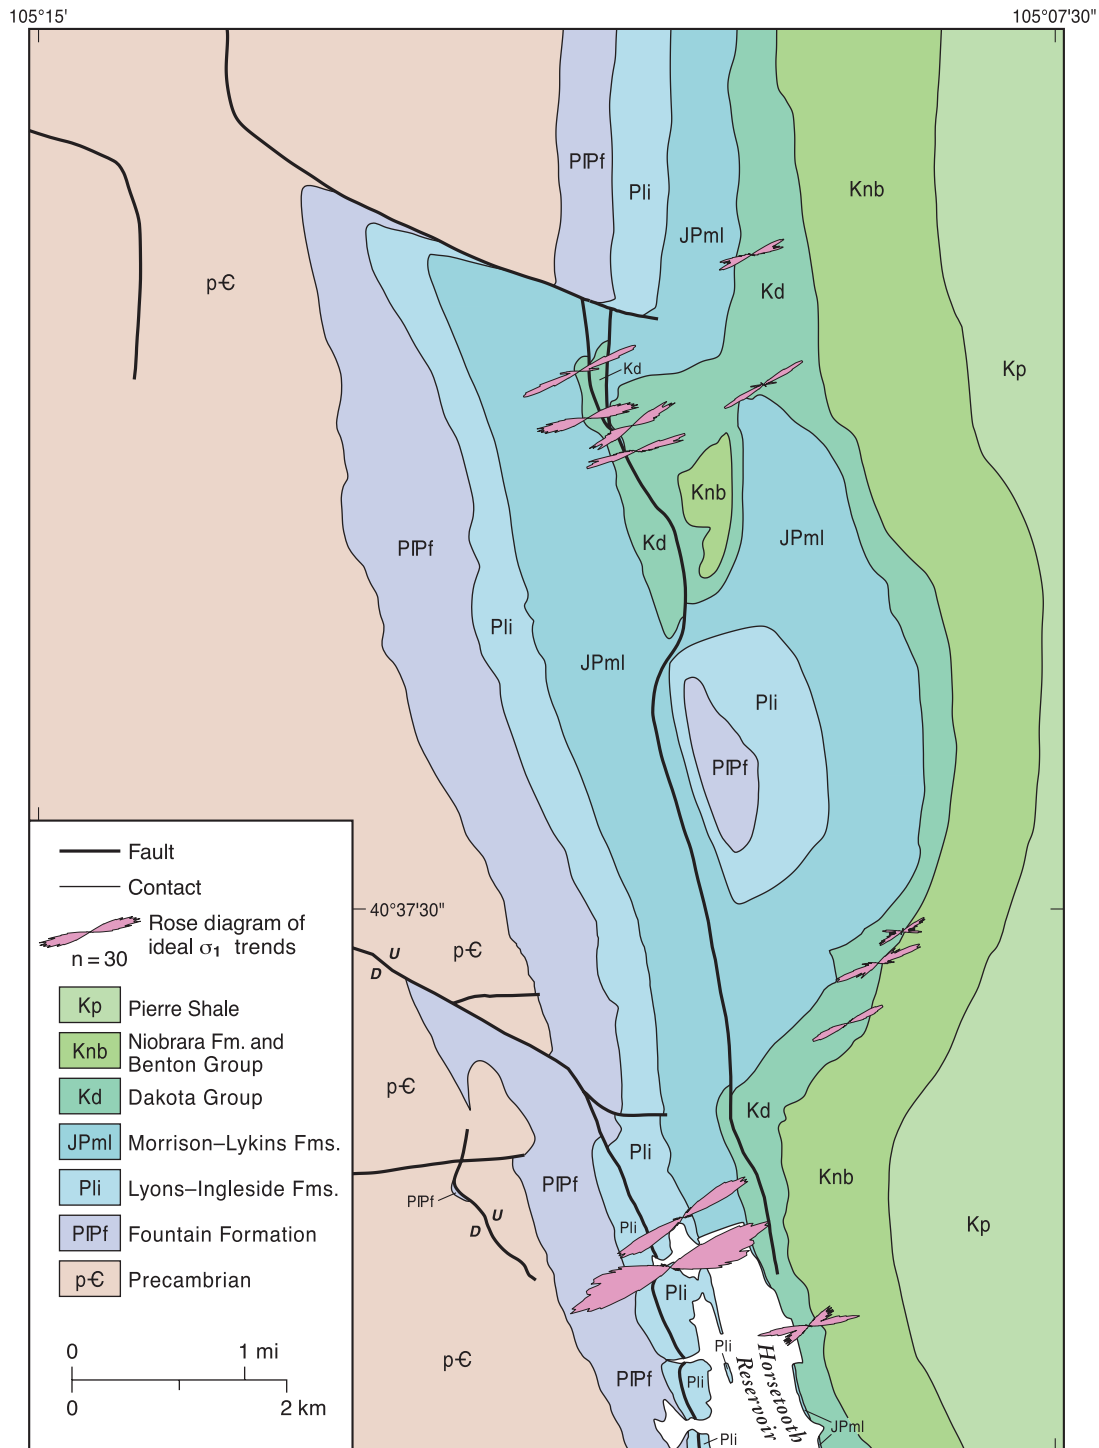 105°15'
105°07'30"
PIPf
Pli
Knb
JPml
p-Є
Kd
Kp
Kd
Knb
JPml
Kd
PIPf
Pli
JPml
Pli
PIPf
Fault
Contact
40°37'30"
Rose diagram of
ideal σ1 trends
n = 30
U
D
p-Є
Kp Pierre Shale
Knb Niobrara Fm. and
Benton Group
Kd Dakota Group
JPml Morrison–Lykins Fms.
Pli Lyons–Ingleside Fms.
PIPf Fountain Formation
p-Є Precambrian
0 1 mi
0 2 km
p-Є
Kd
Pli
PIPf
PIPf
Knb
Kp
U
D
Pli
Pli
p-Є
PIPf
Pli
Pli
Horsetooth
Reservoir
JPml
Pli